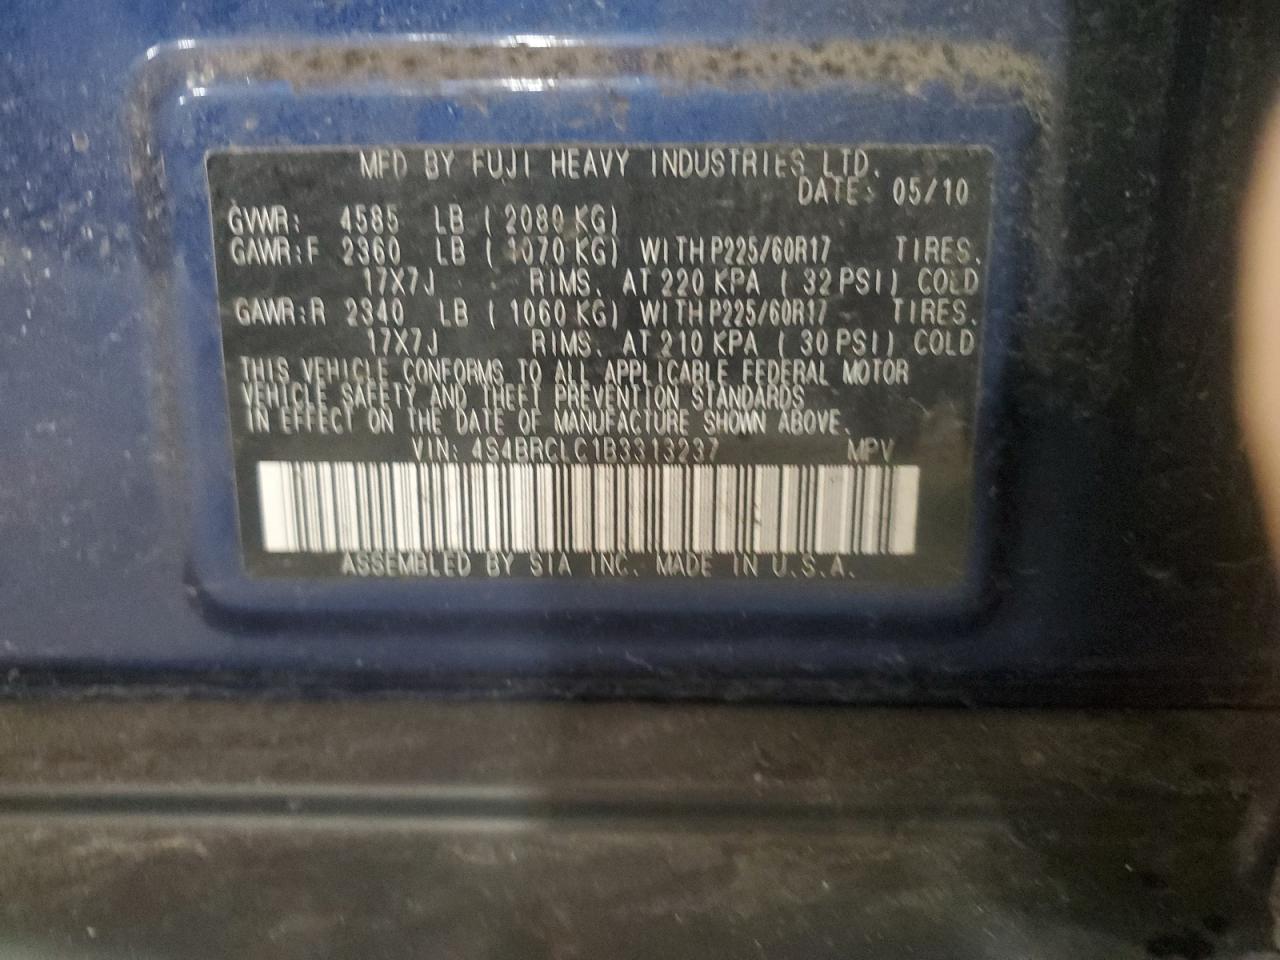 MFD BY FUJI HEAVY INDUSTRIES LTD.
DATE: 05/10
GVWR: 4585 LB ( 2080 KG)
GAWR:F 2360 LB ( 1070 KG) WITH P225/60R17 TIRES.
17X7J RIMS. AT 220 KPA ( 32 PSI) COLD
GAWR:R 2340 LB ( 1060 KG) WITH P225/60R17 TIRES.
17X7J RIMS. AT 210 KPA ( 30 PSI) COLD
THIS VEHICLE CONFORMS TO ALL APPLICABLE FEDERAL MOTOR
VEHICLE SAFETY AND THEFT PREVENTION STANDARDS
IN EFFECT ON THE DATE OF MANUFACTURE SHOWN ABOVE.
VIN: 4S4BRCLC1B3313237 MPV
ASSEMBLED BY SIA INC. MADE IN U.S.A.